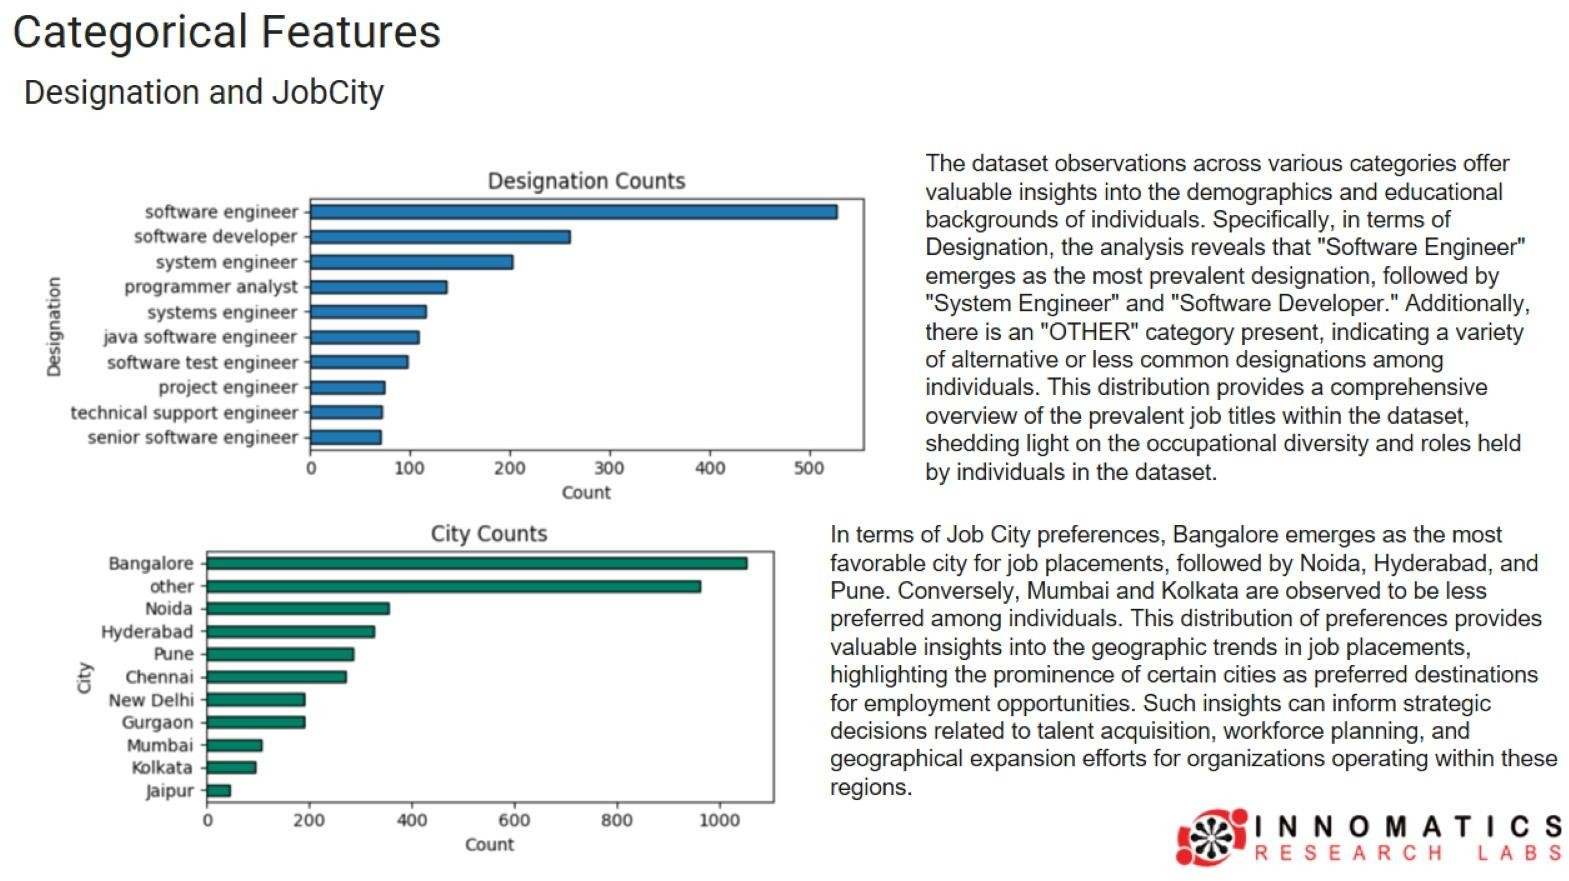 Categorical Features
Designation and JobCity
Designation Counts
Designation
software engineer
software developer
system engineer
programmer analyst
systems engineer
java software engineer
software test engineer
project engineer
technical support engineer
senior software engineer
0 100 200 300 400 500
Count
The dataset observations across various categories offer
valuable insights into the demographics and educational
backgrounds of individuals. Specifically, in terms of
Designation, the analysis reveals that "Software Engineer"
emerges as the most prevalent designation, followed by
"System Engineer" and "Software Developer." Additionally,
there is an "OTHER" category present, indicating a variety
of alternative or less common designations among
individuals. This distribution provides a comprehensive
overview of the prevalent job titles within the dataset,
shedding light on the occupational diversity and roles held
by individuals in the dataset.
City Counts
City
Bangalore
other
Noida
Hyderabad
Pune
Chennai
New Delhi
Gurgaon
Mumbai
Kolkata
Jaipur
0 200 400 600 800 1000
Count
In terms of Job City preferences, Bangalore emerges as the most
favorable city for job placements, followed by Noida, Hyderabad, and
Pune. Conversely, Mumbai and Kolkata are observed to be less
preferred among individuals. This distribution of preferences provides
valuable insights into the geographic trends in job placements,
highlighting the prominence of certain cities as preferred destinations
for employment opportunities. Such insights can inform strategic
decisions related to talent acquisition, workforce planning, and
geographical expansion efforts for organizations operating within these
regions.
INNOMATICS
RESEARCH LABS